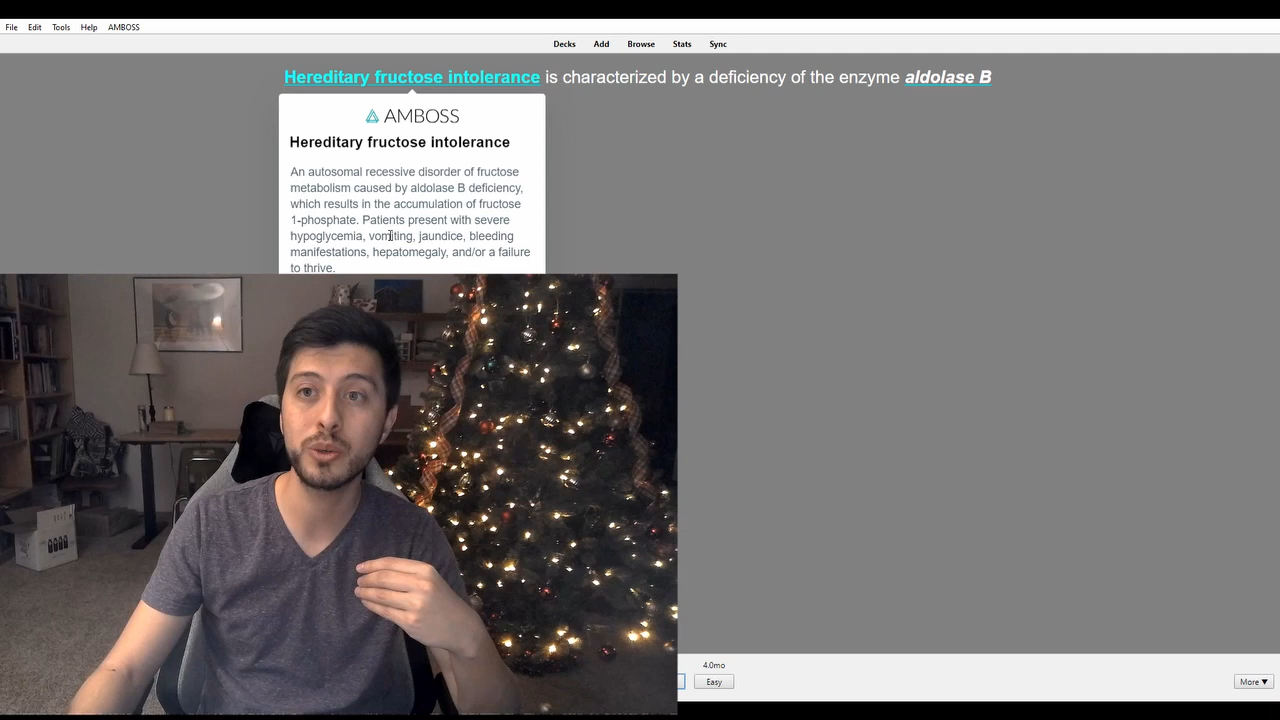 File Edit Tools Help AMBOSS
Decks Add Browse Stats Sync
Hereditary fructose intolerance is characterized by a deficiency of the enzyme aldolase B
AMBOSS
Hereditary fructose intolerance
An autosomal recessive disorder of fructose
metabolism caused by aldolase B deficiency,
which results in the accumulation of fructose
1-phosphate. Patients present with severe
hypoglycemia, vomiting, jaundice, bleeding
manifestations, hepatomegaly, and/or a failure
to thrive.
4.0mo
Easy
More ▼